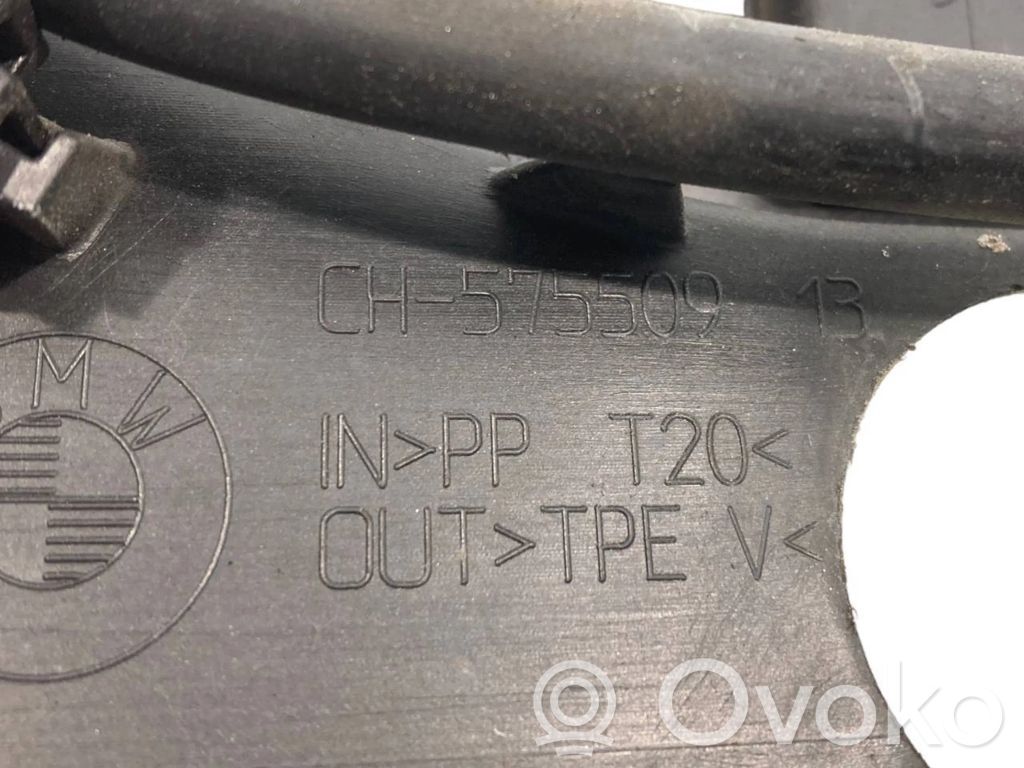 CH-575509 13
BMW
IN>PP T20<
OUT>TPE V<
Ovoko